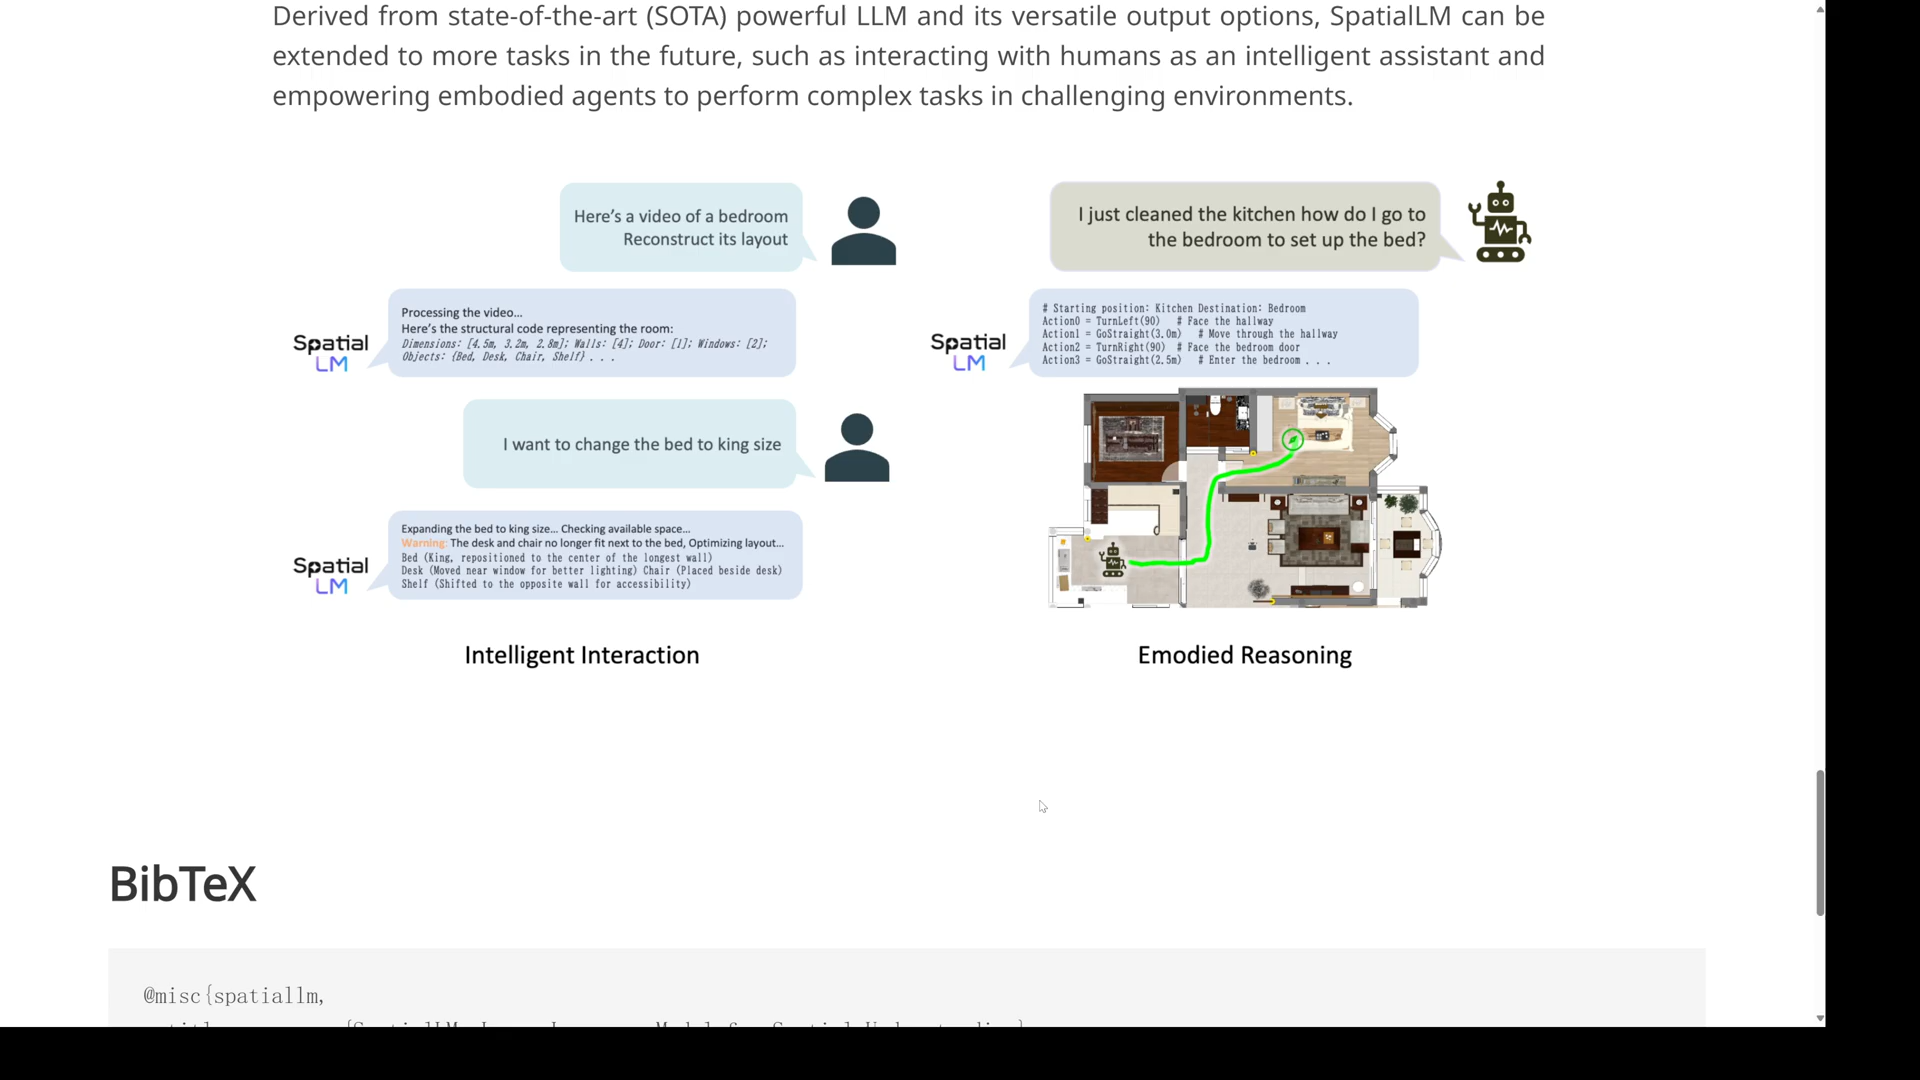 Derived from state-of-the-art (SOTA) powerful LLM and its versatile output options, SpatialLM can be
extended to more tasks in the future, such as interacting with humans as an intelligent assistant and
empowering embodied agents to perform complex tasks in challenging environments.
Here's a video of a bedroom
Reconstruct its layout
Spatial
LM
Processing the video...
Here's the structural code representing the room:
Dimensions: [4.5m, 3.2m, 2.8m]; Walls: [4]; Door: [1]; Windows: [2];
Objects: {Bed, Desk, Chair, Shelf} . . .
I want to change the bed to king size
Spatial
LM
Expanding the bed to king size... Checking available space...
Warning: The desk and chair no longer fit next to the bed, Optimizing layout...
Bed (King, repositioned to the center of the longest wall)
Desk (Moved near window for better lighting) Chair (Placed beside desk)
Shelf (Shifted to the opposite wall for accessibility)
Intelligent Interaction
I just cleaned the kitchen how do I go to
the bedroom to set up the bed?
Spatial
LM
# Starting position: Kitchen Destination: Bedroom
Action0 = TurnLeft(90) # Face the hallway
Action1 = GoStraight(3.0m) # Move through the hallway
Action2 = TurnRight(90) # Face the bedroom door
Action3 = GoStraight(2.5m) # Enter the bedroom . . .
Emodied Reasoning
BibTeX
@misc{spatiallm,